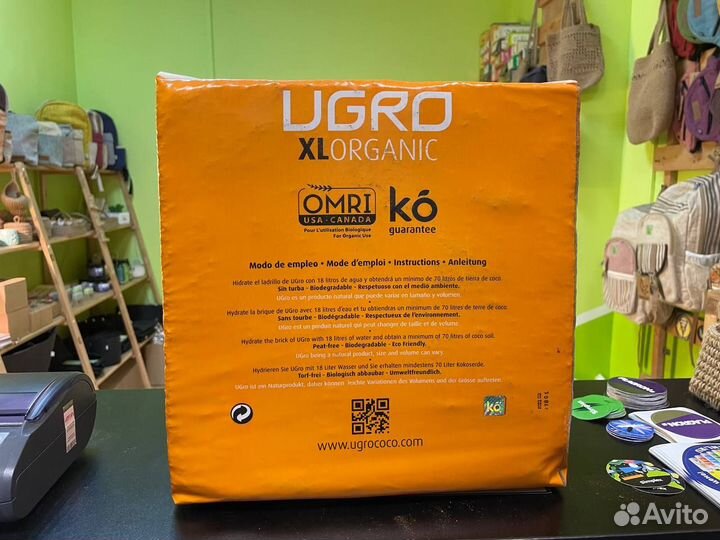 UGRO
XL ORGANIC
OMRI
USA - CANADA
Pour L'utilisation Biologique
For Organic Use
kó
guarantee
Modo de empleo • Mode d'emploi • Instructions • Anleitung
Hidrate el ladrillo de UGro con 18 litros de agua y obtendrá un mínimo de 70 litros de tierra de coco.
Sin turba - Biodegradable - Respetuoso con el medio ambiente.
UGro es un producto natural que puede variar en tamaño y volumen.
Hydrate la brique de UGro avec 18 litres d'eau et tu obtiendras un minimum de 70 litres de terre de coco.
Sans tourbe - Biodégradable - Respectueux de l'environnement.
UGro est un produit naturel qui peut changer de taille et de volume.
Hydrate the brick of UGro with 18 litres of water and obtain a minimum of 70 litres of coco soil.
Peat-free - Biodegradable - Eco Friendly.
UGro being a natural product, size and volume can vary.
Hydrieren Sie UGro mit 18 Liter Wasser und Sie erhalten mindestens 70 Liter Kokoserde.
Torf-frei - Biologisch abbaubar - Umweltfreundlich.
UGro ist ein Naturprodukt, daher können leichte Variationen des Volumens und der Grösse auftreten.
kó
www.ugrococo.com
PLAGRON
Avito